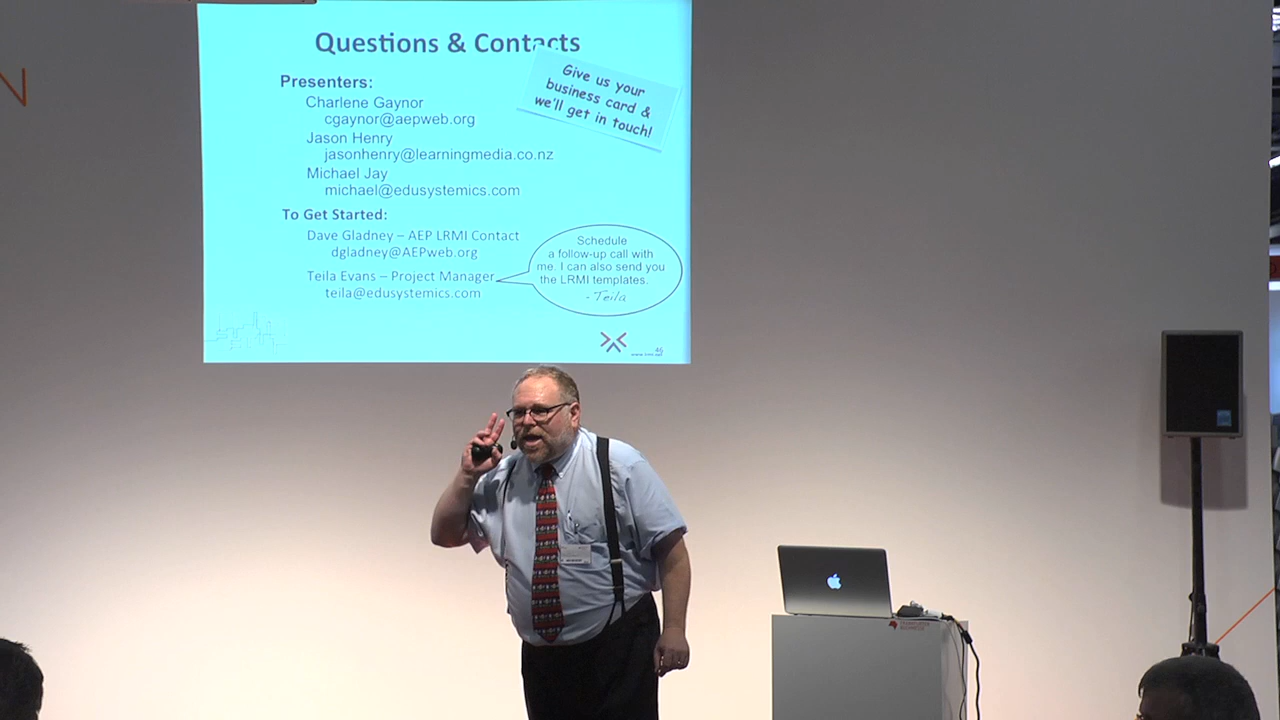 Questions & Contacts
Give us your
business card &
we'll get in touch!
Presenters:
Charlene Gaynor
cgaynor@aepweb.org
Jason Henry
jasonhenry@learningmedia.co.nz
Michael Jay
michael@edusystemics.com
To Get Started:
Dave Gladney – AEP LRMI Contact
dgladney@AEPweb.org
Teila Evans – Project Manager
teila@edusystemics.com
Schedule
a follow-up call with
me. I can also send you
the LRMI templates.
- Teila
46
N